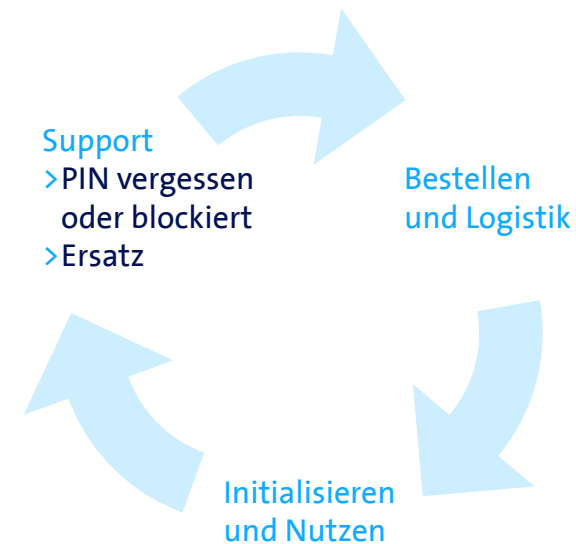 Support
>PIN vergessen
oder blockiert
>Ersatz
Bestellen
und Logistik
Initialisieren
und Nutzen